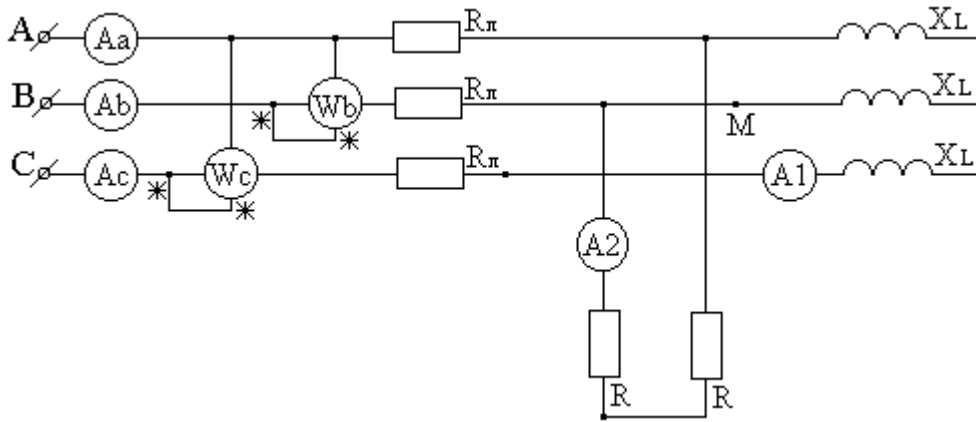 A Aa Rл XL
B Ab Wb Rл M XL
C Ac Wc Rл A1 XL
A2
R R